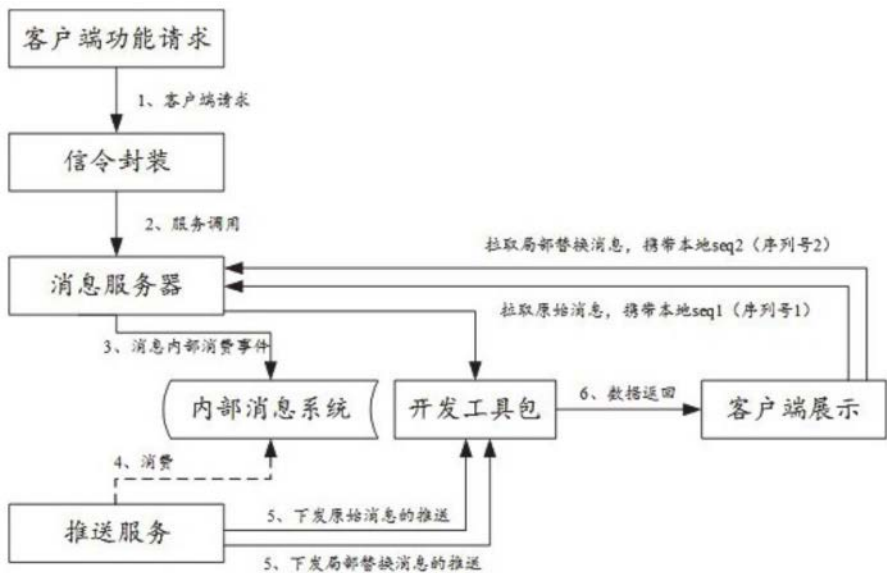 客户端功能请求
1、客户端请求
信令封装
2、服务调用
拉取局部替换消息，携带本地seq2（序列号2）
消息服务器
拉取原始消息，携带本地seq1（序列号1）
3、消息内部消费事件
内部消息系统
开发工具包
6、数据返回
客户端展示
4、消费
推送服务
5、下发原始消息的推送
5、下发局部替换消息的推送